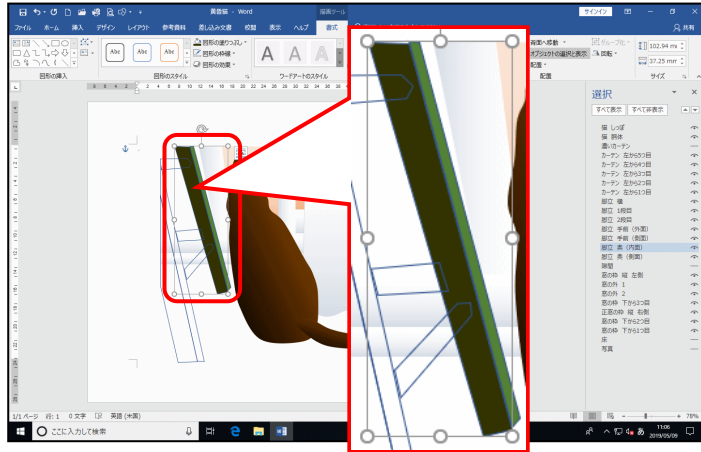 黄昏猫 - Word
描画ツール
サインイン
ファイル ホーム 挿入 デザイン レイアウト 参考資料 差し込み文書 校閲 表示 ヘルプ 書式
共有
Abc Abc Abc
図形の塗りつぶし
図形の枠線
図形の効果
A A A
背面へ移動
オブジェクトの選択と表示
配置
グループ化
回転
102.94 mm
37.25 mm
図形の挿入 図形のスタイル ワードアートのスタイル 配置 サイズ
選択
すべて表示 すべて非表示
猫 しっぽ
猫 胴体
濃いカーテン
カーテン 左から5つ目
カーテン 左から4つ目
カーテン 左から3つ目
カーテン 左から2つ目
カーテン 左から1つ目
脚立 横
脚立 1段目
脚立 2段目
脚立 手前（外面）
脚立 手前（側面）
脚立 奥（内面）
脚立 奥（側面）
隙間
窓の枠 縦 左側
窓の外 1
窓の外 2
窓の枠 下から3つ目
正窓の枠 縦 右側
窓の枠 下から2つ目
窓の枠 下から1つ目
床
写真
1/1 ページ 行: 1 0 文字 英語 (米国)
78%
ここに入力して検索
あ
11:06
2019/05/09